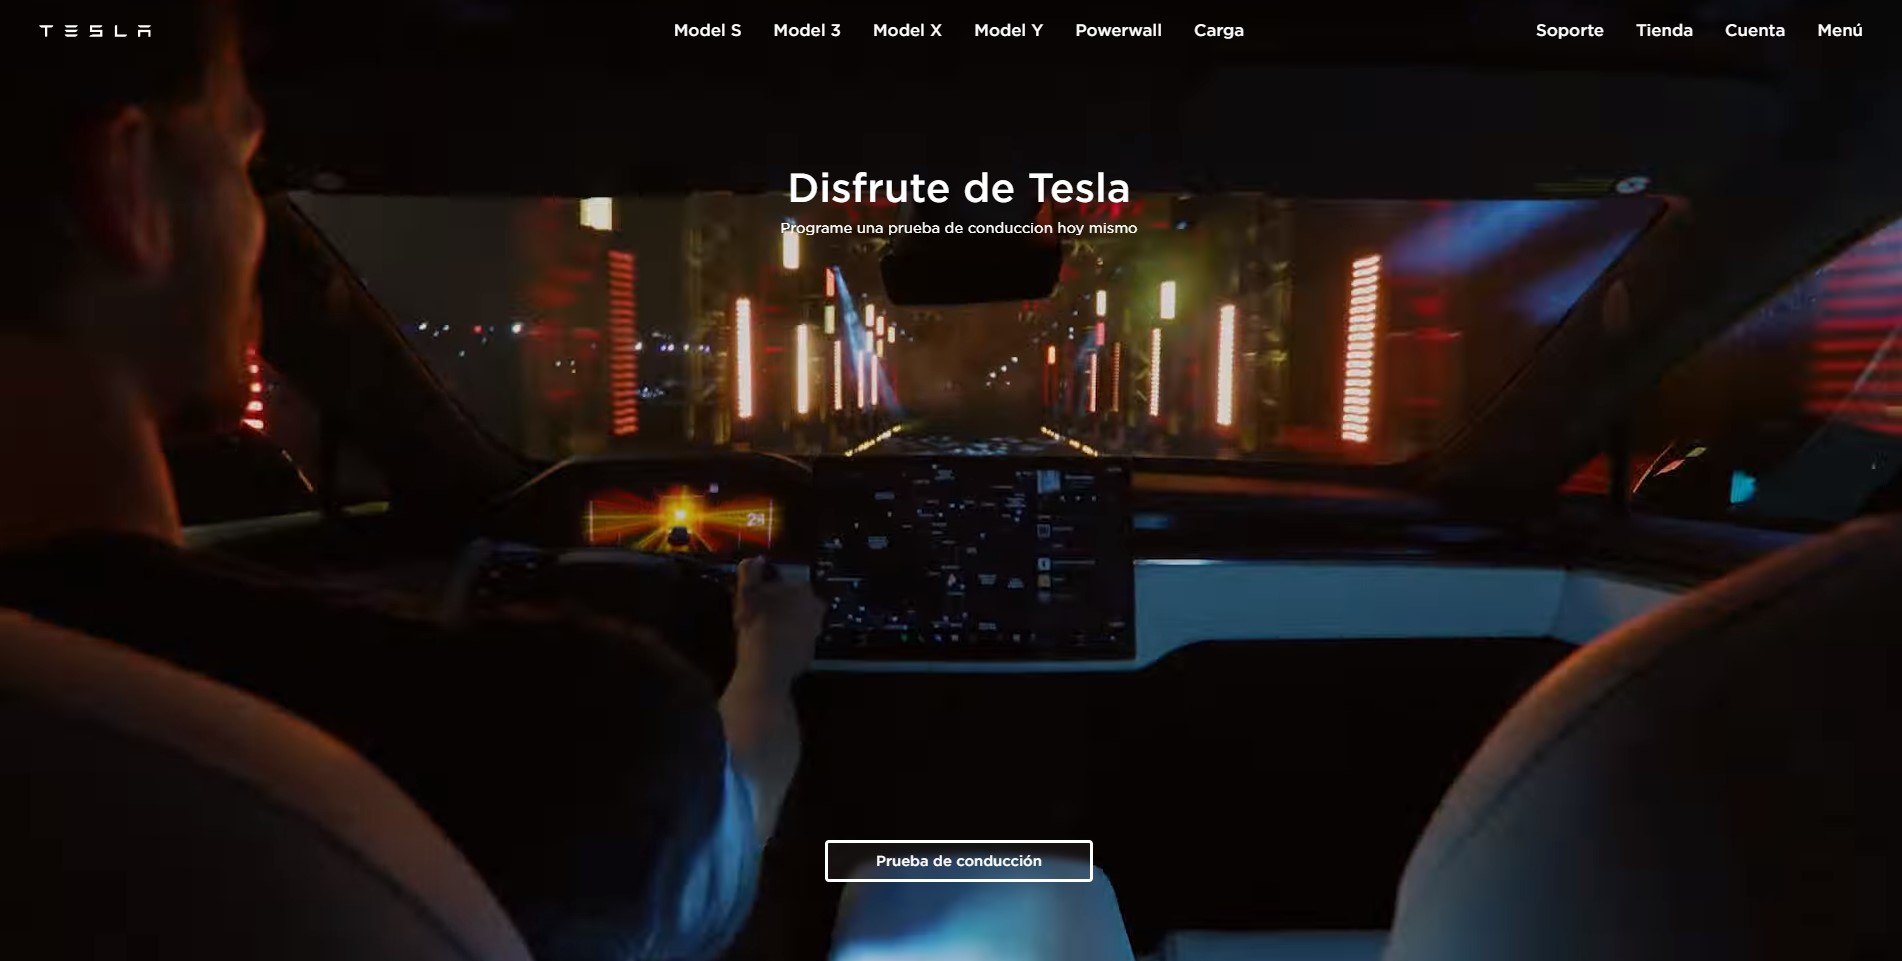 TESLA
Model S Model 3 Model X Model Y Powerwall Carga
Soporte Tienda Cuenta Menú
Disfrute de Tesla
Programe una prueba de conduccion hoy mismo
24
Prueba de conducción